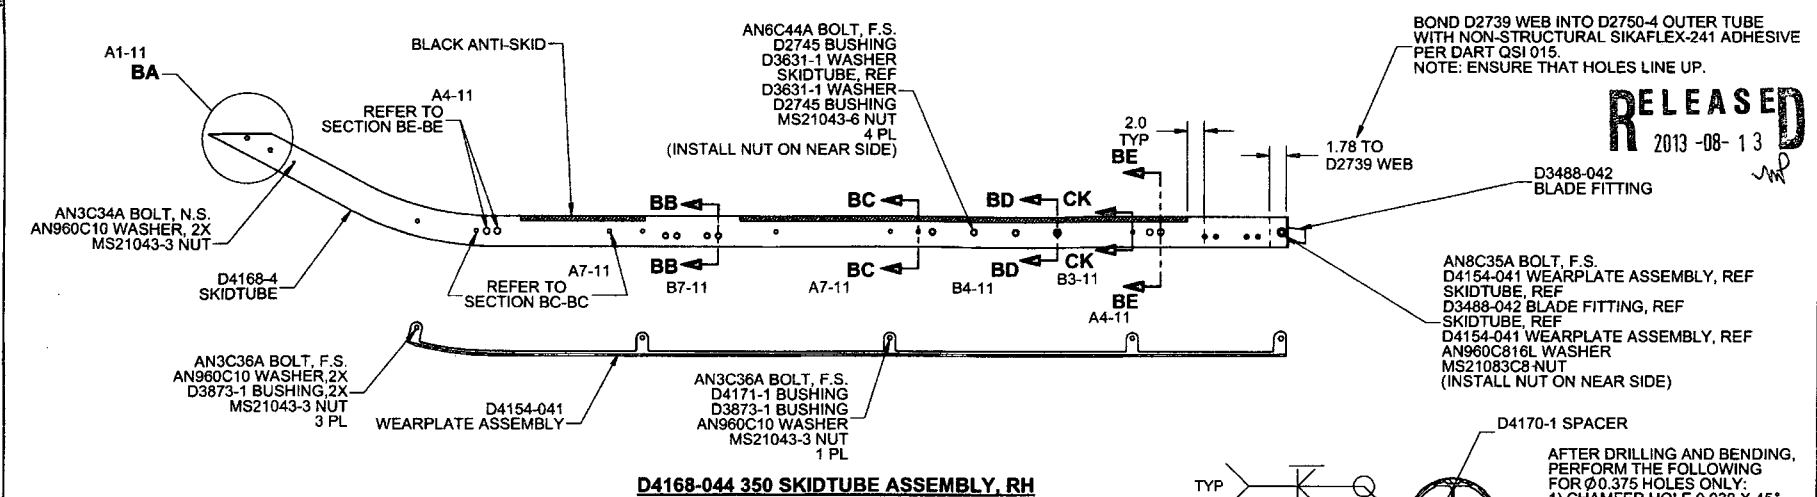 A1-11
BA
BLACK ANTI-SKID
A4-11
REFER TO
SECTION BE-BE
AN6C44A BOLT, F.S.
D2745 BUSHING
D3631-1 WASHER
SKIDTUBE, REF
D3631-1 WASHER
D2745 BUSHING
MS21043-6 NUT
4 PL
(INSTALL NUT ON NEAR SIDE)
BOND D2739 WEB INTO D2750-4 OUTER TUBE
WITH NON-STRUCTURAL SIKAFLEX-241 ADHESIVE
PER DART QSI 015.
NOTE: ENSURE THAT HOLES LINE UP.
RELEASED
2013-08-13
2.0
TYP
BE
1.78 TO
D2739 WEB
D3488-042
BLADE FITTING
AN3C34A BOLT, N.S.
AN960C10 WASHER, 2X
MS21043-3 NUT
D4168-4
SKIDTUBE
REFER TO
SECTION BC-BC
A7-11
BB
BB
B7-11
BC
BC
A7-11
BD
BD
B4-11
CK
CK
B3-11
BE
A4-11
AN8C35A BOLT, F.S.
D4154-041 WEARPLATE ASSEMBLY, REF
SKIDTUBE, REF
D3488-042 BLADE FITTING, REF
SKIDTUBE, REF
D4154-041 WEARPLATE ASSEMBLY, REF
AN960C816L WASHER
MS21083C8 NUT
(INSTALL NUT ON NEAR SIDE)
AN3C36A BOLT, F.S.
AN960C10 WASHER,2X
D3873-1 BUSHING,2X
MS21043-3 NUT
3 PL
D4154-041
WEARPLATE ASSEMBLY
AN3C36A BOLT, F.S.
D4171-1 BUSHING
D3873-1 BUSHING
AN960C10 WASHER
MS21043-3 NUT
1 PL
D4168-044 350 SKIDTUBE ASSEMBLY, RH
TYP
D4170-1 SPACER
AFTER DRILLING AND BENDING,
PERFORM THE FOLLOWING
FOR Ø0.375 HOLES ONLY:
1) CHAMFER HOLE 0.030 X 45°